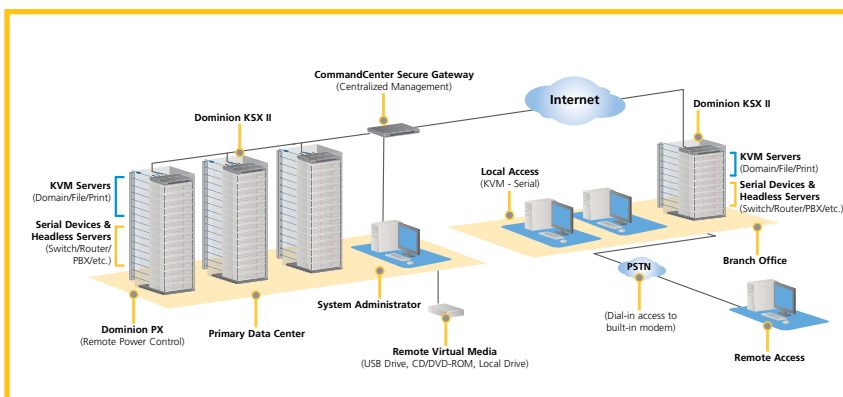 CommandCenter Secure Gateway
(Centralized Management)
Internet
Dominion KSX II
Dominion KSX II
KVM Servers
(Domain/File/Print)
Serial Devices &
Headless Servers
(Switch/Router/
PBX/etc.)
Local Access
(KVM - Serial)
KVM Servers
(Domain/File/Print)
Serial Devices &
Headless Servers
(Switch/Router/PBX/etc.)
Branch Office
PSTN
(Dial-in access to
built-in modem)
Remote Access
System Administrator
Dominion PX
(Remote Power Control)
Primary Data Center
Remote Virtual Media
(USB Drive, CD/DVD-ROM, Local Drive)